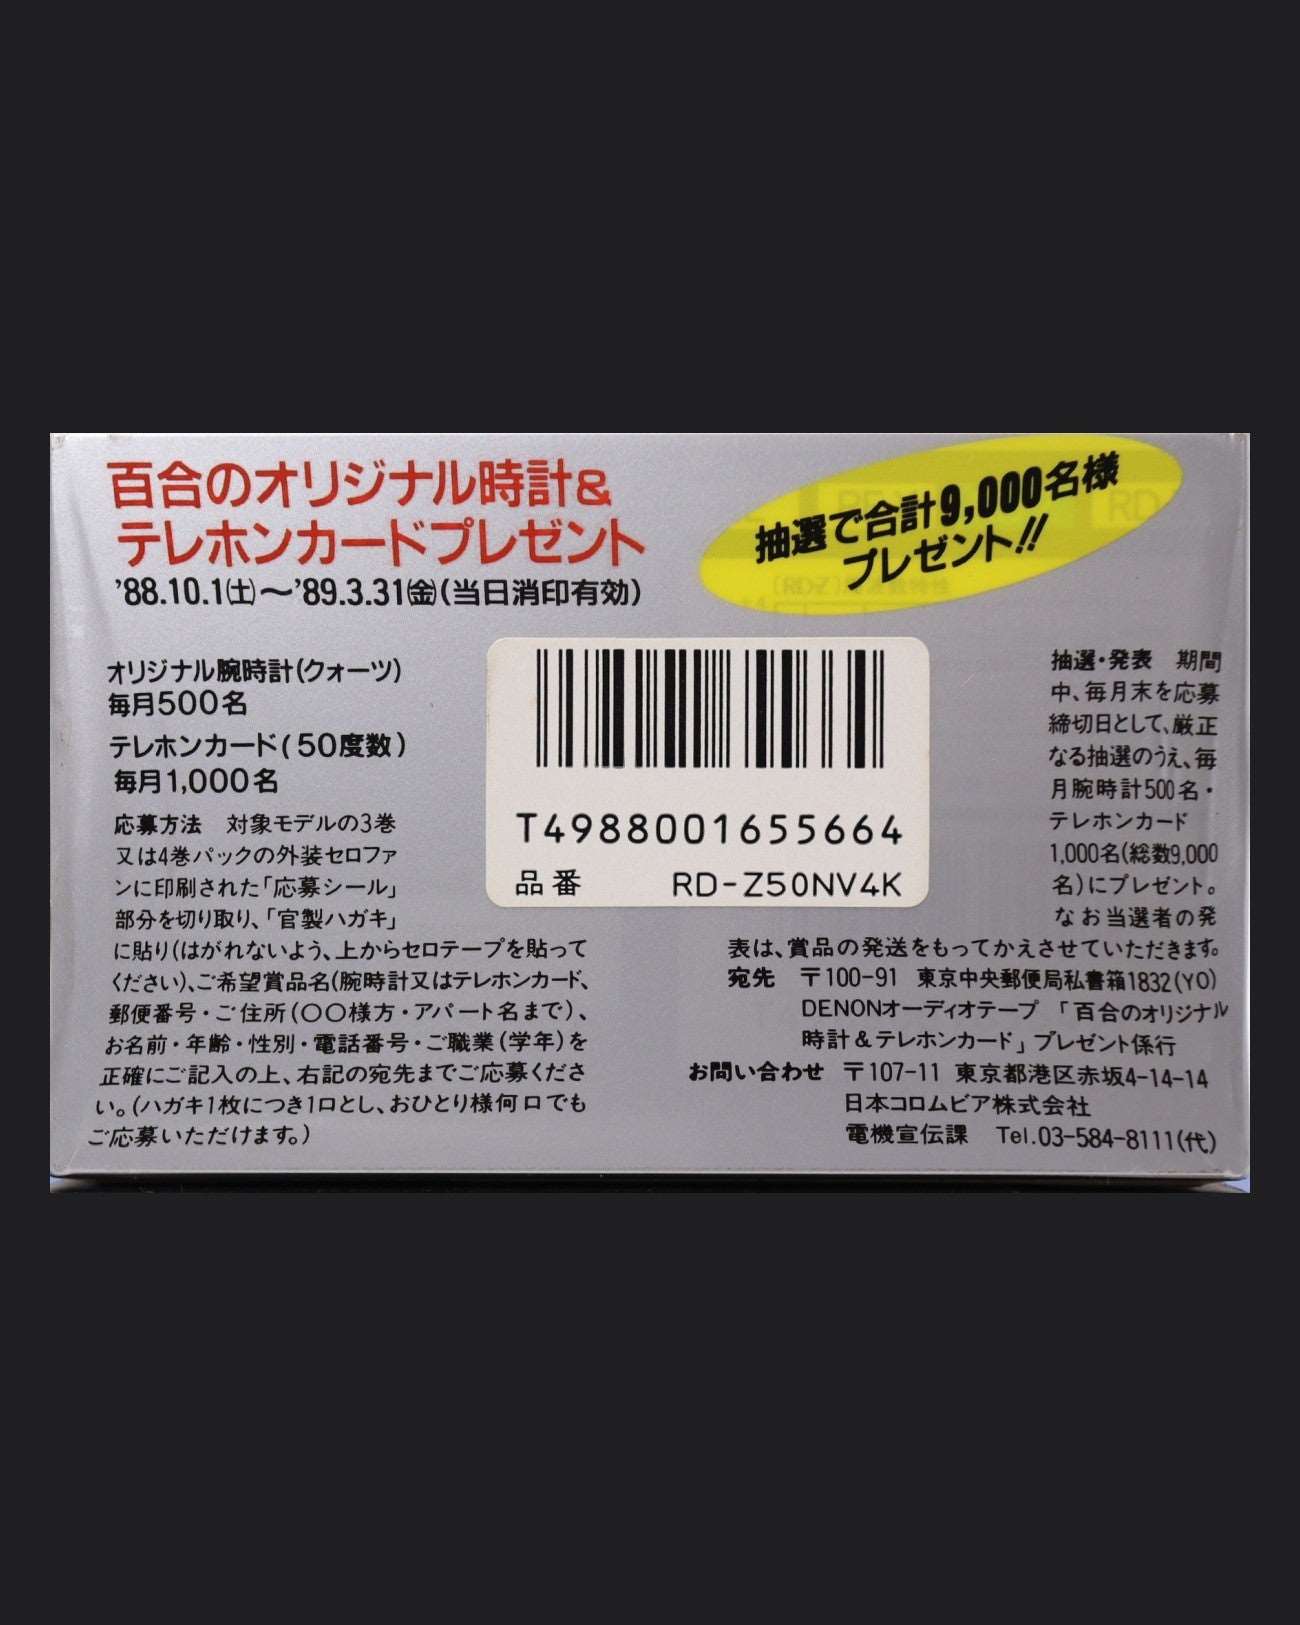 百合のオリジナル時計&
テレホンカードプレゼント
'88.10.1(土)～'89.3.31(金)(当日消印有効)
抽選で合計9,000名様
プレゼント!!
オリジナル腕時計(クォーツ)
毎月500名
テレホンカード(50度数)
毎月1,000名
応募方法 対象モデルの3巻
又は4巻パックの外装セロファ
ンに印刷された「応募シール」
部分を切り取り、「官製ハガキ」
に貼り(はがれないよう、上からセロテープを貼って
ください)、ご希望賞品名(腕時計又はテレホンカード、
郵便番号・ご住所(〇〇様方・アパート名まで)、
お名前・年齢・性別・電話番号・ご職業(学年)を
正確にご記入の上、右記の宛先までご応募くださ
い。(ハガキ1枚につき1口とし、おひとり様何口でも
ご応募いただけます。)
T4988001655664
品番 RD-Z50NV4K
抽選・発表 期間
中、毎月末を応募
締切日として、厳正
なる抽選のうえ、毎
月腕時計500名・
テレホンカード
1,000名(総数9,000
名)にプレゼント。
なお当選者の発
表は、賞品の発送をもってかえさせていただきます。
宛先 〒100-91 東京中央郵便局私書箱1832(YO)
DENONオーディオテープ 「百合のオリジナル
時計&テレホンカード」プレゼント係行
お問い合わせ 〒107-11 東京都港区赤坂4-14-14
日本コロムビア株式会社
電機宣伝課 Tel.03-584-8111(代)